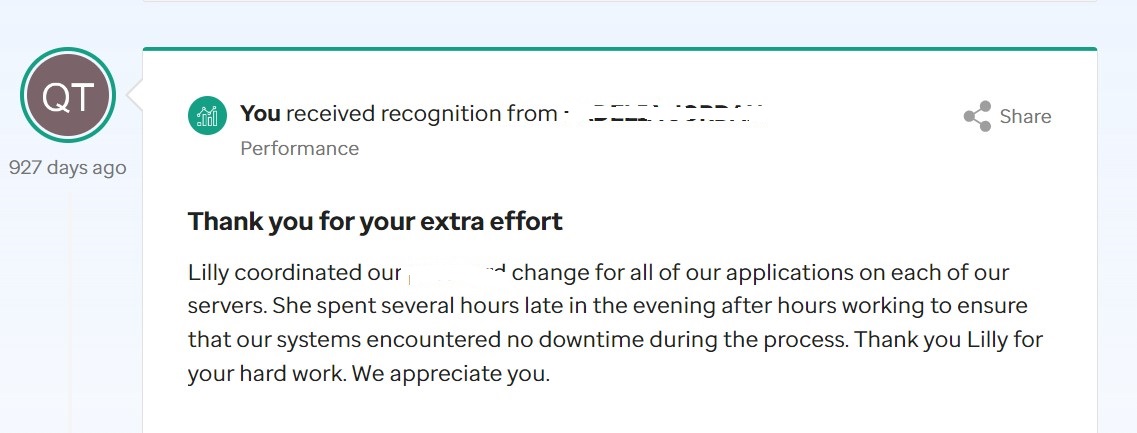 QT
927 days ago
You received recognition from
Share
Performance
Thank you for your extra effort
Lilly coordinated our change for all of our applications on each of our
servers. She spent several hours late in the evening after hours working to ensure
that our systems encountered no downtime during the process. Thank you Lilly for
your hard work. We appreciate you.